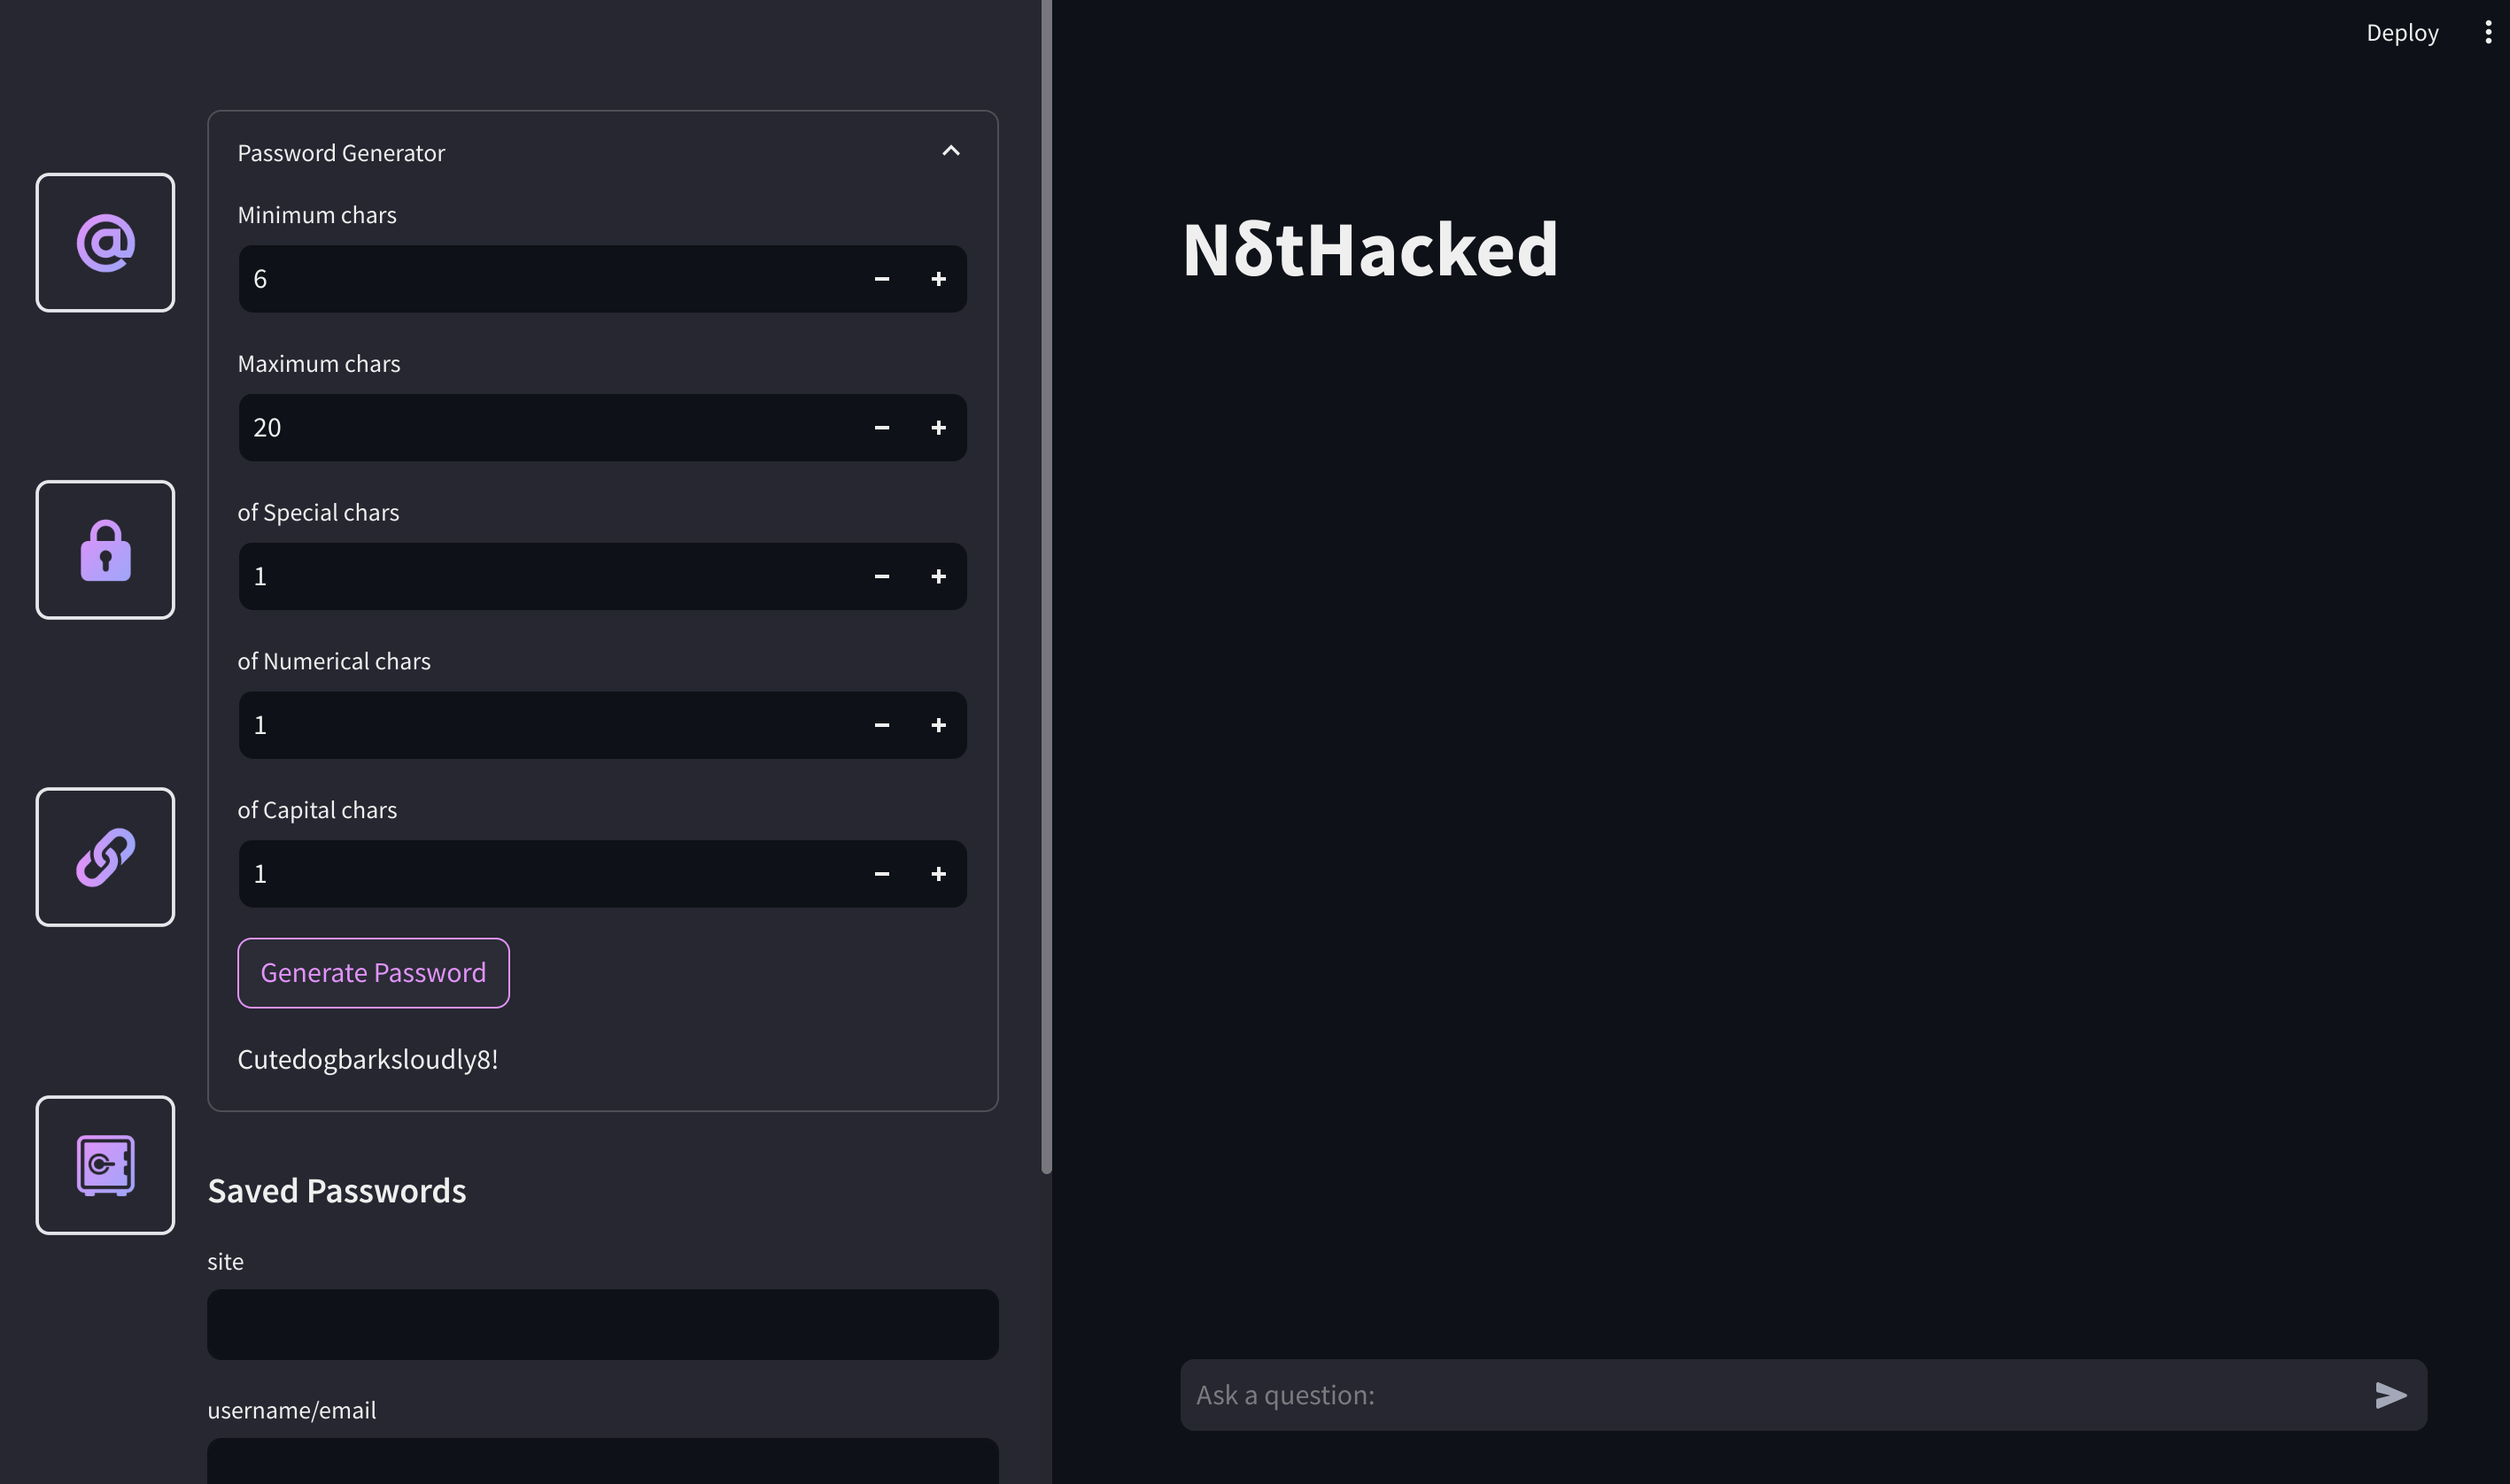 Deploy
Password Generator
Minimum chars
6
Maximum chars
20
of Special chars
1
of Numerical chars
1
of Capital chars
1
Generate Password
Cutedogbarksloudly8!
Saved Passwords
site
username/email
NδtHacked
Ask a question: